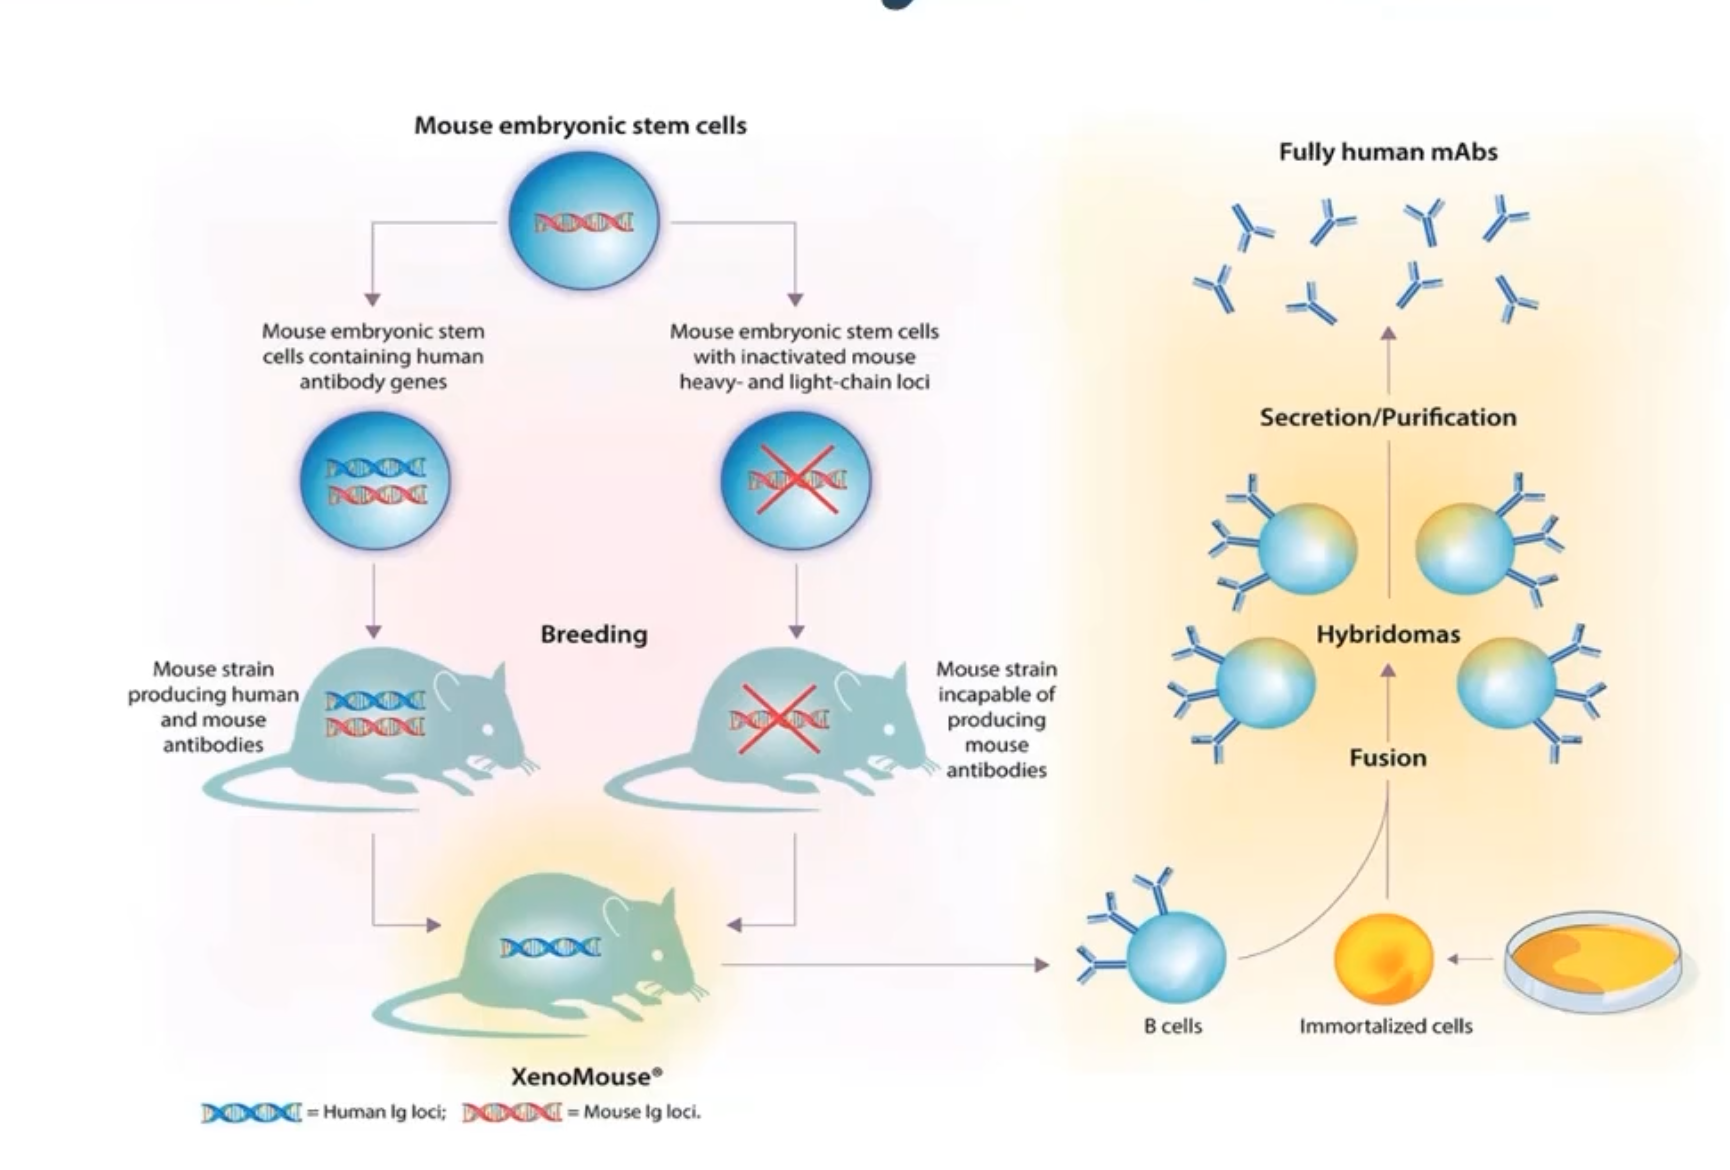 Mouse embryonic stem cells
Mouse embryonic stem
cells containing human
antibody genes
Mouse embryonic stem cells
with inactivated mouse
heavy- and light-chain loci
Breeding
Mouse strain
producing human
and mouse
antibodies
Mouse strain
incapable of
producing
mouse
antibodies
XenoMouse®
= Human Ig loci;
= Mouse Ig loci.
Fully human mAbs
Secretion/Purification
Hybridomas
Fusion
B cells
Immortalized cells